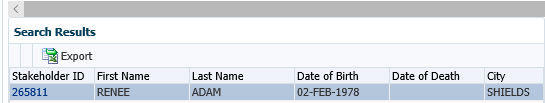 Search Results
Export
Stakeholder ID First Name Last Name Date of Birth Date of Death City
265811 RENEE ADAM 02-FEB-1978 SHIELDS